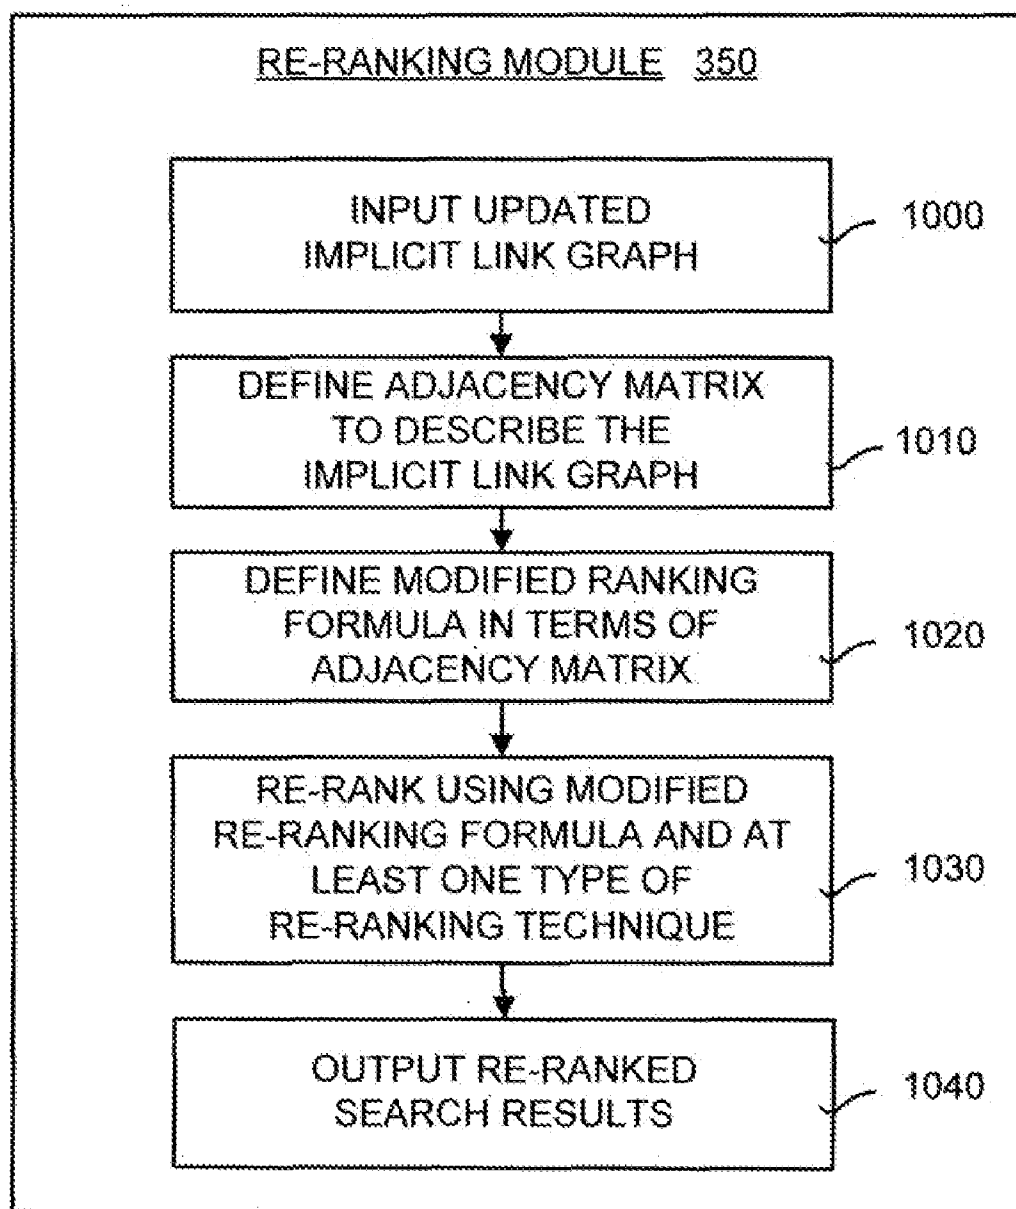 RE-RANKING MODULE 350
INPUT UPDATED
IMPLICIT LINK GRAPH
1000
DEFINE ADJACENCY MATRIX
TO DESCRIBE THE
IMPLICIT LINK GRAPH
1010
DEFINE MODIFIED RANKING
FORMULA IN TERMS OF
ADJACENCY MATRIX
1020
RE-RANK USING MODIFIED
RE-RANKING FORMULA AND AT
LEAST ONE TYPE OF
RE-RANKING TECHNIQUE
1030
OUTPUT RE-RANKED
SEARCH RESULTS
1040